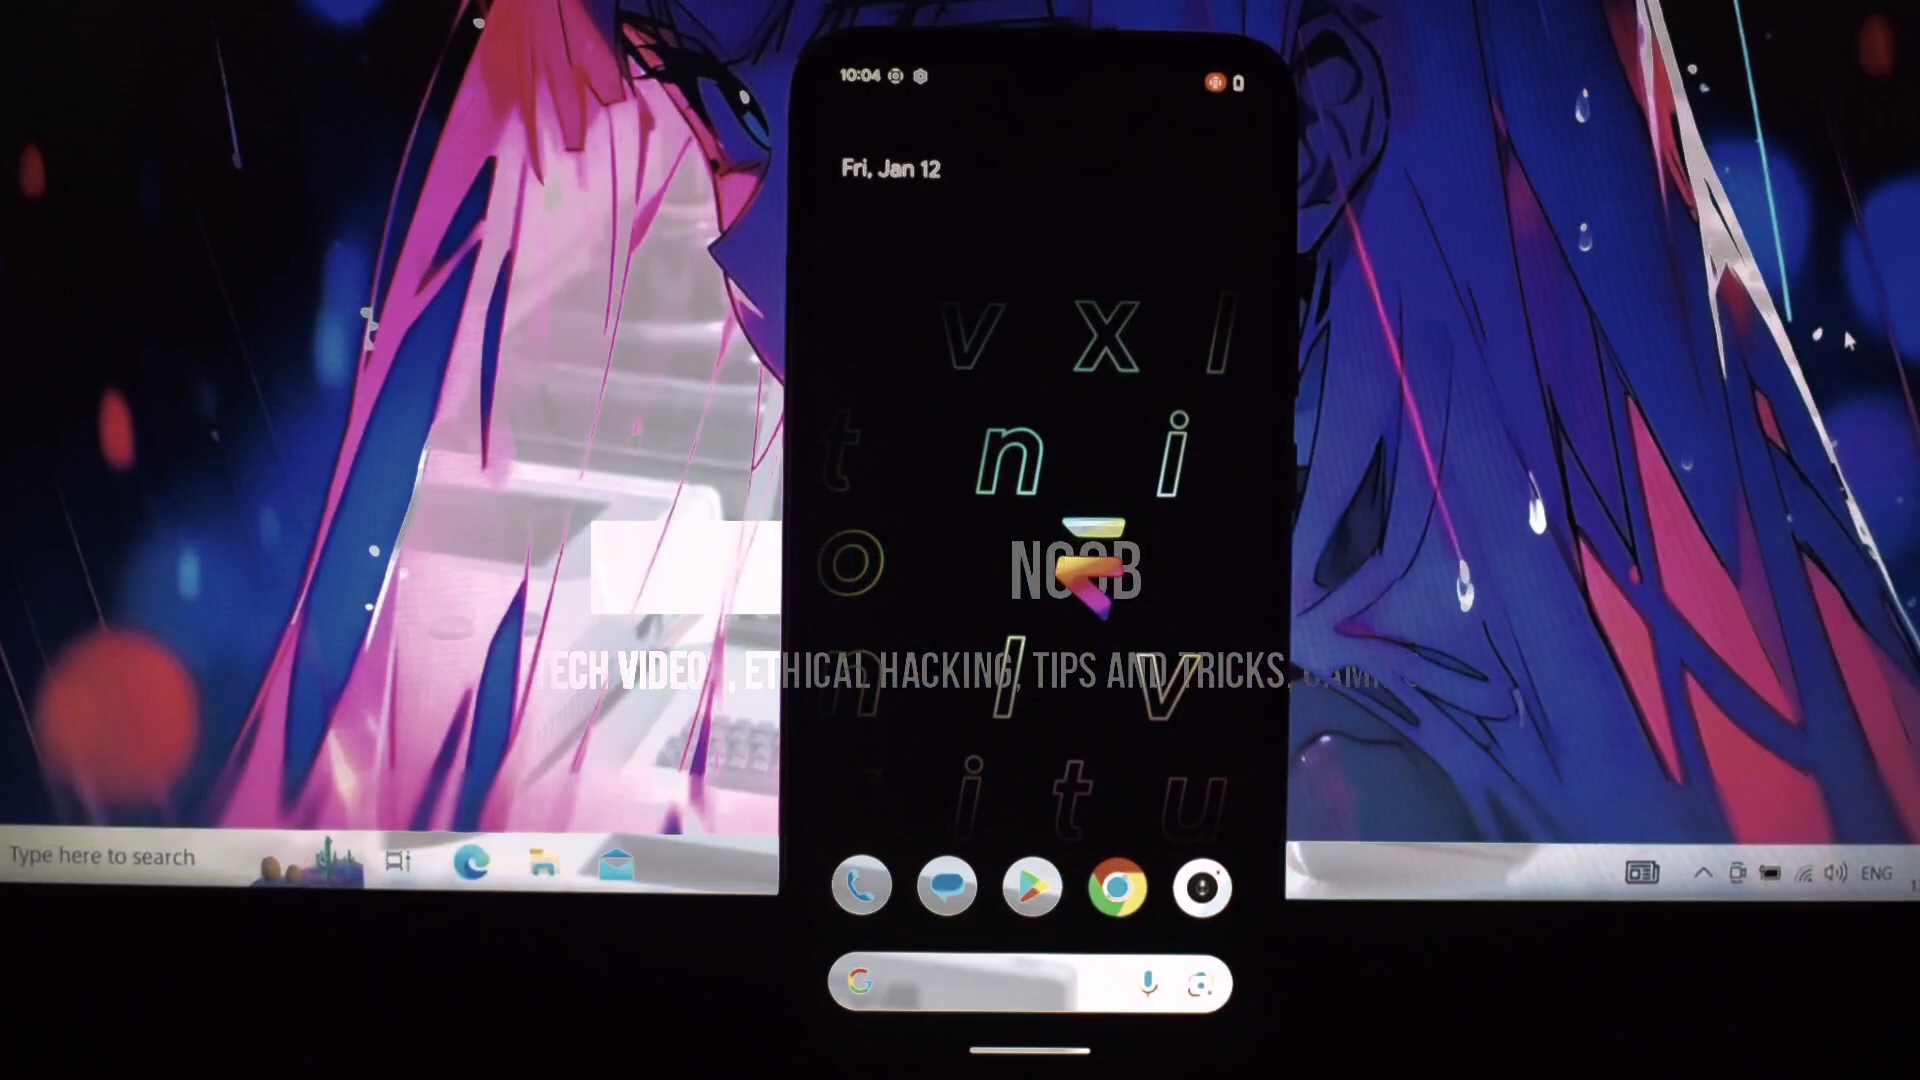 10:04
Fri, Jan 12
v x l
t n i
o
NOOB
n l v
TECH VIDEO , ETHICAL HACKING, TIPS AND TRICKS,
i t u
Type here to search
ENG
G